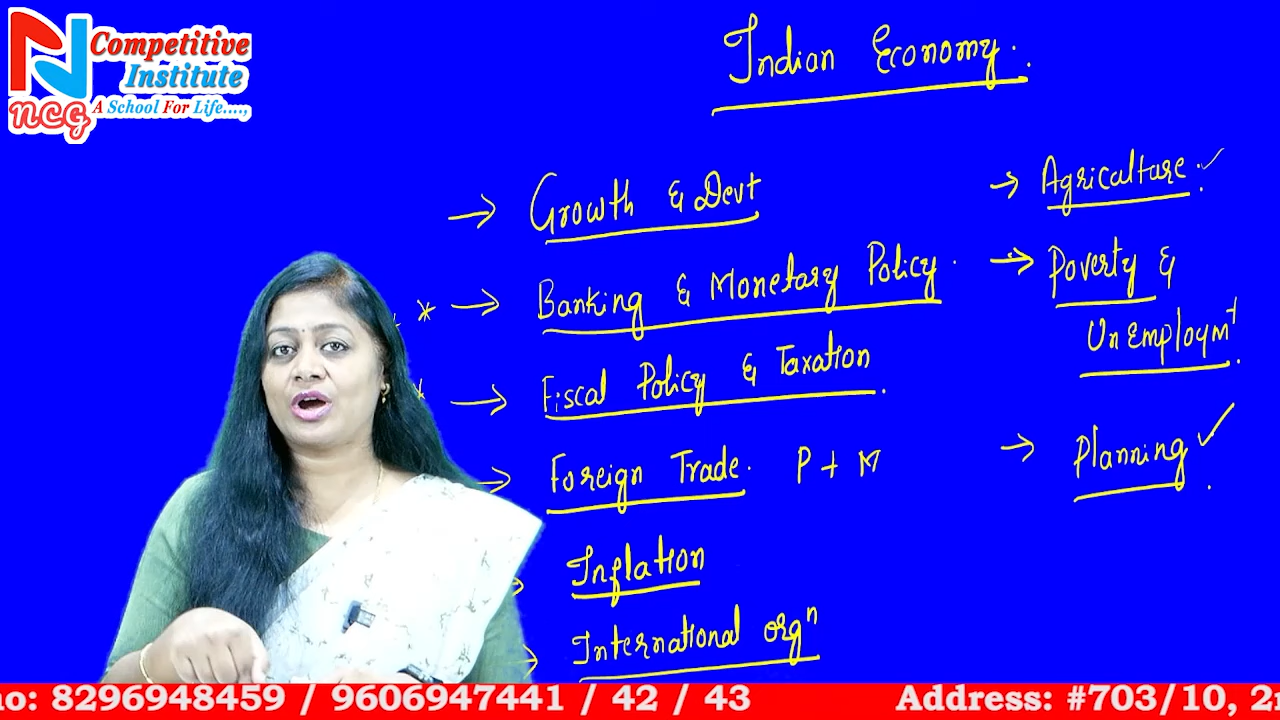 Competitive
Institute
NCG A School For Life....,
Indian Economy.
→ Growth & Devt
* → Banking & Monetary Policy.
* → Fiscal Policy & Taxation.
→ Foreign Trade. P + M
Inflation
International orgⁿ
→ Agriculture. ✓
→ Poverty &
UnEmploymt.
→ Planning ✓.
no: 8296948459 / 9606947441 / 42 / 43 Address: #703/10, 2n